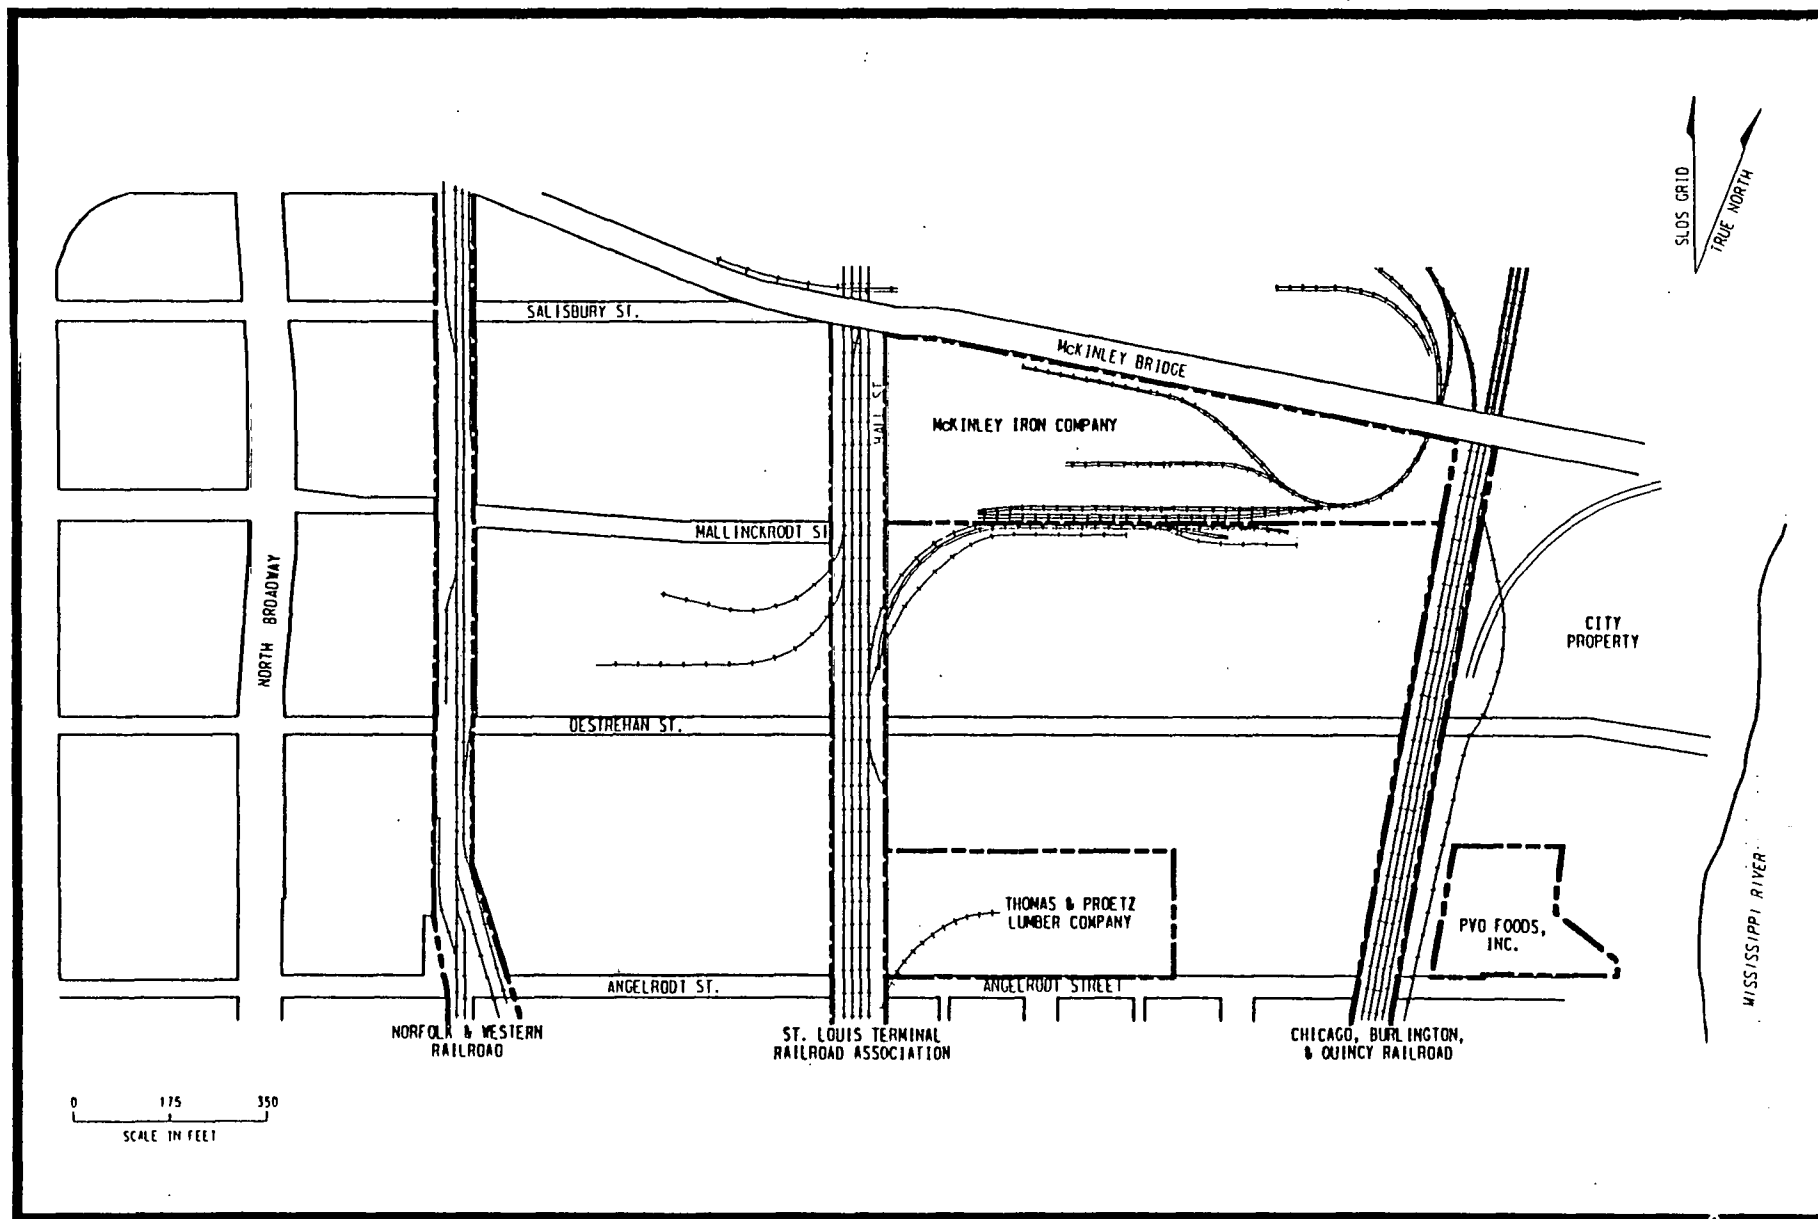 SLDS GRID
TRUE NORTH
SALISBURY ST.
McKINLEY BRIDGE
HALL ST.
McKINLEY IRON COMPANY
MALLINCKRODT ST
NORTH BROADWAY
CITY
PROPERTY
DESTREHAN ST.
MISSISSIPPI RIVER
THOMAS & PROETZ
LUMBER COMPANY
PVO FOODS,
INC.
ANGELRODT ST.
ANGELRODT STREET
NORFOLK & WESTERN
RAILROAD
ST. LOUIS TERMINAL
RAILROAD ASSOCIATION
CHICAGO, BURLINGTON,
& QUINCY RAILROAD
0 175 350
SCALE IN FEET